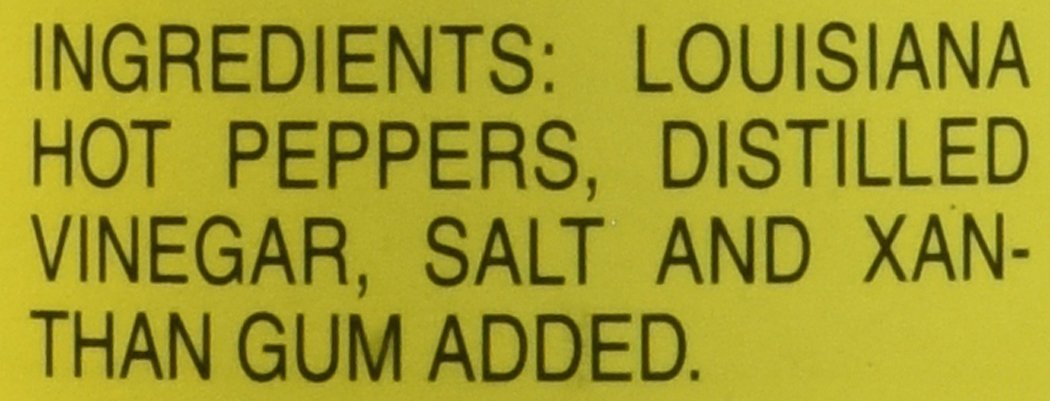 INGREDIENTS: LOUISIANA
HOT PEPPERS, DISTILLED
VINEGAR, SALT AND XAN-
THAN GUM ADDED.